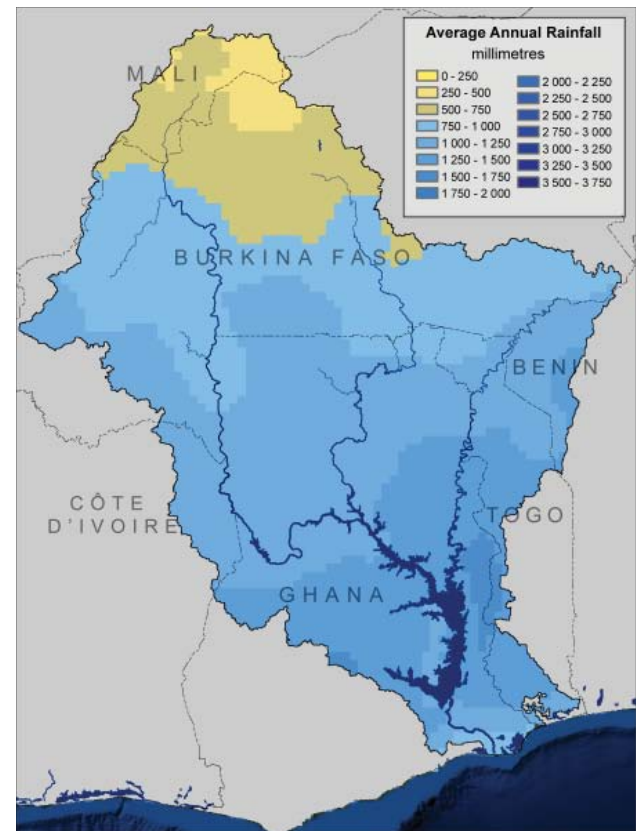 Average Annual Rainfall
millimetres
0 - 250
250 - 500
500 - 750
750 - 1 000
1 000 - 1 250
1 250 - 1 500
1 500 - 1 750
1 750 - 2 000
2 000 - 2 250
2 250 - 2 500
2 500 - 2 750
2 750 - 3 000
3 000 - 3 250
3 250 - 3 500
3 500 - 3 750
MALI
BURKINA FASO
BENIN
CÔTE
D'IVOIRE
TOGO
GHANA